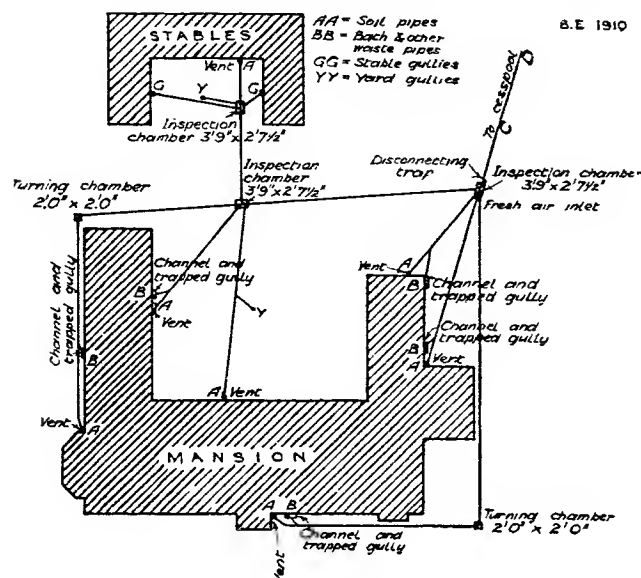 B.E 1910
AA = Soil pipes
BB = Bath & other
waste pipes
GG = Stable gullies
YY = Yard gullies
STABLES
Vent A
G
Y
G
Inspection
chamber 3'9" x 2'7½"
D
To cesspool
C
Disconnecting
trap
Inspection chamber
3'9" x 2'7½"
Fresh air inlet
Inspection
chamber
3'9" x 2'7½"
Turning chamber
2'0" x 2'0"
Channel and
trapped gully
B
A
Vent
Y
Vent
A
B
Channel and
trapped gully
Channel and
trapped gully
B
A
Vent
Channel and
trapped gully
B
Vent
A
A
Vent
MANSION
A
B
Vent
Channel
and trapped gully
Turning chamber
2'0" x 2'0"